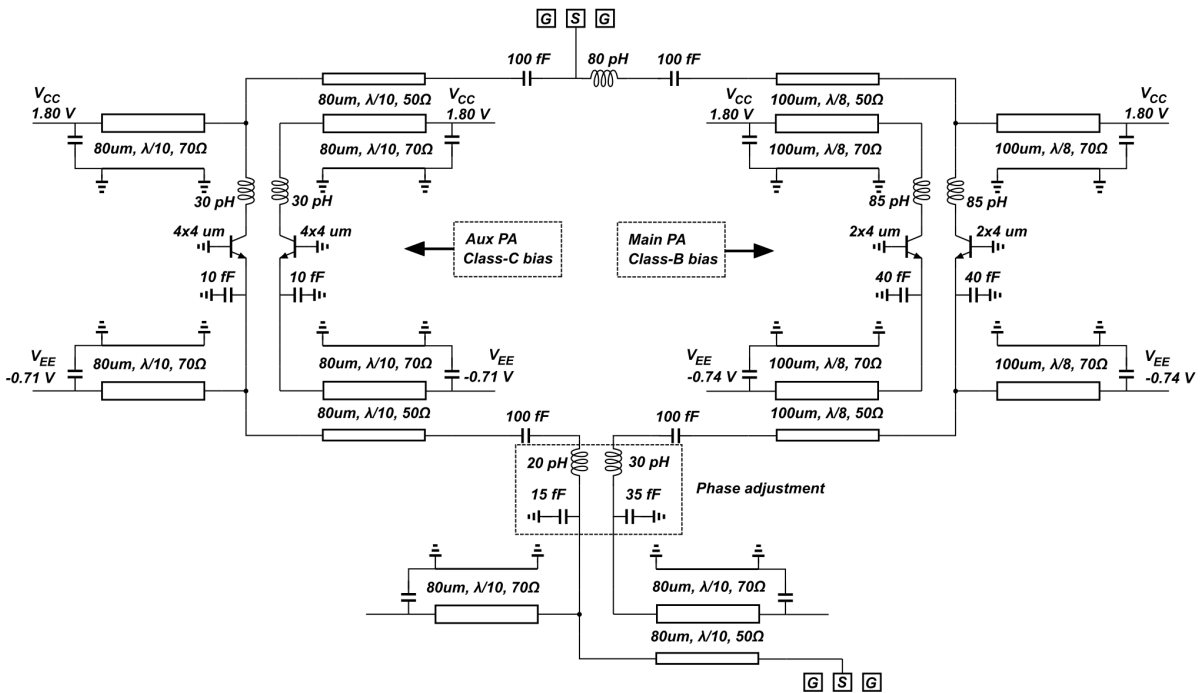 G S G
100 fF 80 pH 100 fF
80um, λ/10, 50Ω 100um, λ/8, 50Ω
VCC 1.80 V
VCC 1.80 V
VCC 1.80 V
VCC 1.80 V
80um, λ/10, 70Ω 80um, λ/10, 70Ω 100um, λ/8, 70Ω 100um, λ/8, 70Ω
30 pH 30 pH 85 pH 85 pH
4x4 um 4x4 um 2x4 um 2x4 um
Aux PA
Class-C bias
Main PA
Class-B bias
10 fF 10 fF 40 fF 40 fF
VEE -0.71 V
VEE -0.71 V
VEE -0.74 V
VEE -0.74 V
80um, λ/10, 70Ω 80um, λ/10, 70Ω 100um, λ/8, 70Ω 100um, λ/8, 70Ω
80um, λ/10, 50Ω 100um, λ/8, 50Ω
100 fF 100 fF
20 pH 30 pH
Phase adjustment
15 fF 35 fF
80um, λ/10, 70Ω 80um, λ/10, 70Ω
80um, λ/10, 50Ω
G S G